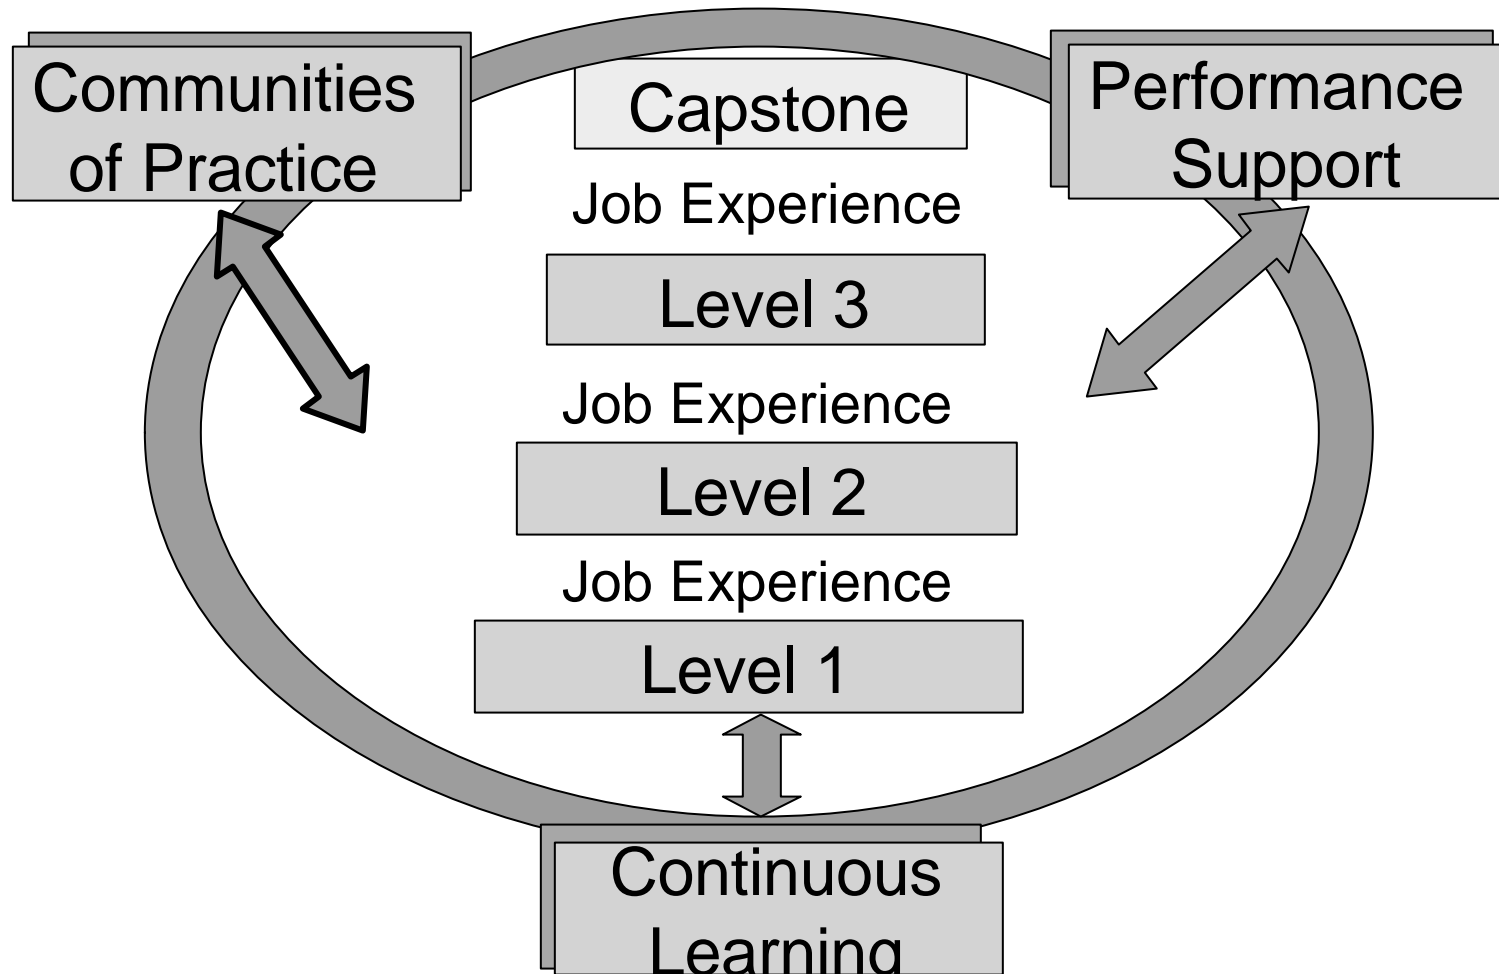 Communities
of Practice
Performance
Support
Capstone
Job Experience
Level 3
Job Experience
Level 2
Job Experience
Level 1
Continuous
Learning